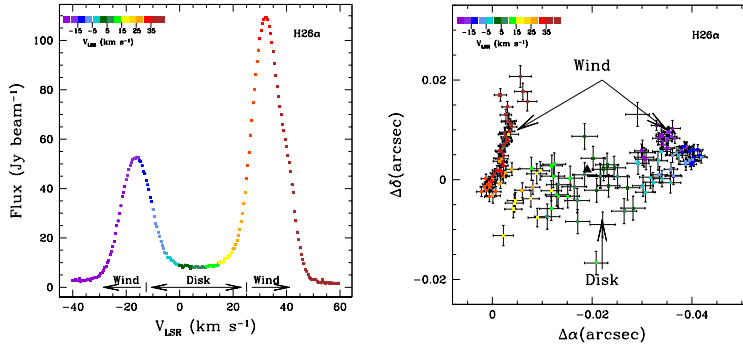 -15 -5 5 15 25 35
V_LSR (km s⁻¹)
H26α
Flux (Jy beam⁻¹)
110
100
80
60
40
20
0
Wind Disk Wind
-40 -20 0 20 40 60
V_LSR (km s⁻¹)
-15 -5 5 15 25 35
V_LSR (km s⁻¹)
H26α
Wind
Δδ(arcsec)
0.02
0
-0.02
Disk
0 -0.02 -0.04
Δα(arcsec)